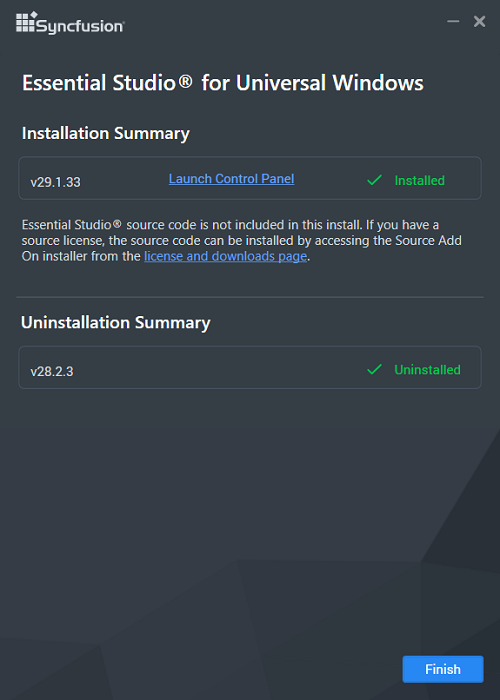 Syncfusion®
Essential Studio® for Universal Windows
Installation Summary
v29.1.33 Launch Control Panel Installed
Essential Studio® source code is not included in this install. If you have a
source license, the source code can be installed by accessing the Source Add
On installer from the license and downloads page.
Uninstallation Summary
v28.2.3 Uninstalled
Finish